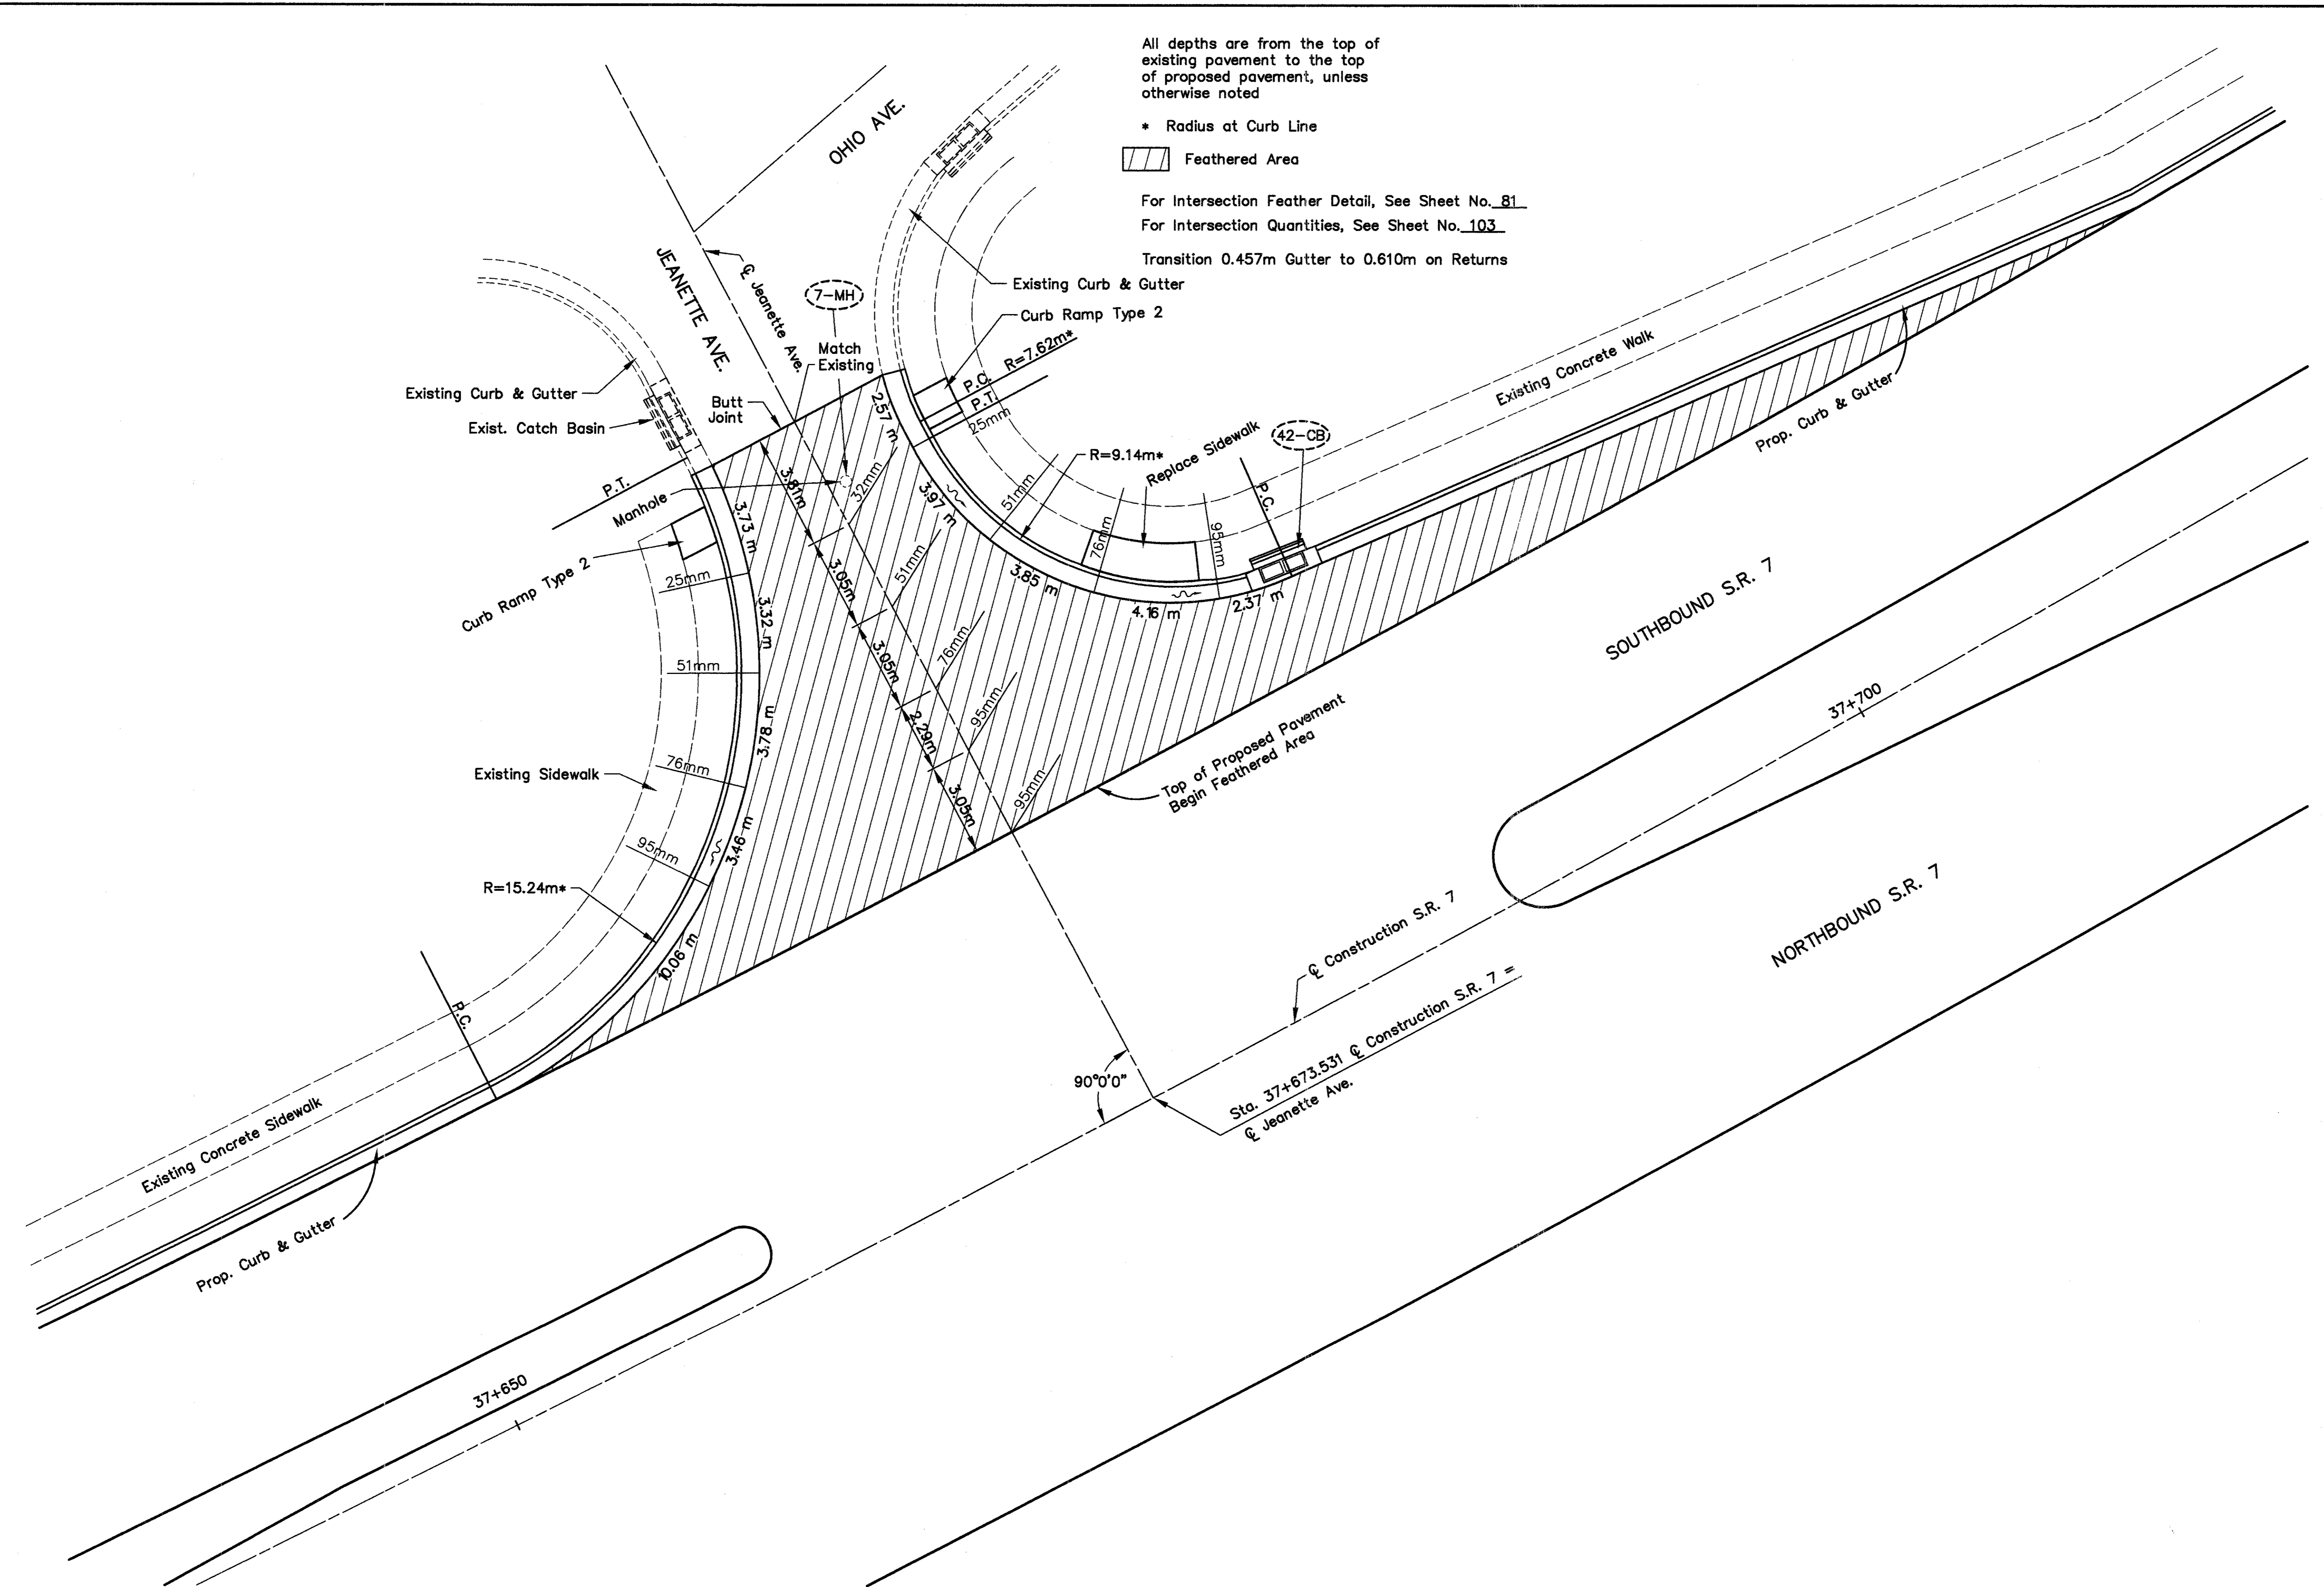 All depths are from the top of
existing pavement to the top
of proposed pavement, unless
otherwise noted
* Radius at Curb Line
Feathered Area
For Intersection Feather Detail, See Sheet No. 81
For Intersection Quantities, See Sheet No. 103
Transition 0.457m Gutter to 0.610m on Returns
OHIO AVE.
JEANETTE AVE.
℄ Jeanette Ave.
7-MH
Match
Existing
Butt
Joint
Existing Curb & Gutter
Curb Ramp Type 2
P.C. R=7.62m*
P.T.
25mm
Existing Curb & Gutter
Exist. Catch Basin
P.T.
Manhole
Curb Ramp Type 2
2.57 m
3.97 m
3.85 m
4.16 m
2.37 m
R=9.14m*
Replace Sidewalk
42-CB
P.C.
51mm
76mm
95mm
Existing Concrete Walk
Prop. Curb & Gutter
3.81m
3.05m
3.05m
2.29m
3.05m
32mm
51mm
76mm
95mm
95mm
3.73 m
3.32 m
3.78 m
3.46 m
10.06 m
25mm
51mm
76mm
95mm
Existing Sidewalk
R=15.24m*
P.C.
Top of Proposed Pavement
Begin Feathered Area
SOUTHBOUND S.R. 7
37+700
NORTHBOUND S.R. 7
℄ Construction S.R. 7
Sta. 37+673.531 ℄ Construction S.R. 7 =
℄ Jeanette Ave.
90°0'0"
Existing Concrete Sidewalk
Prop. Curb & Gutter
37+650